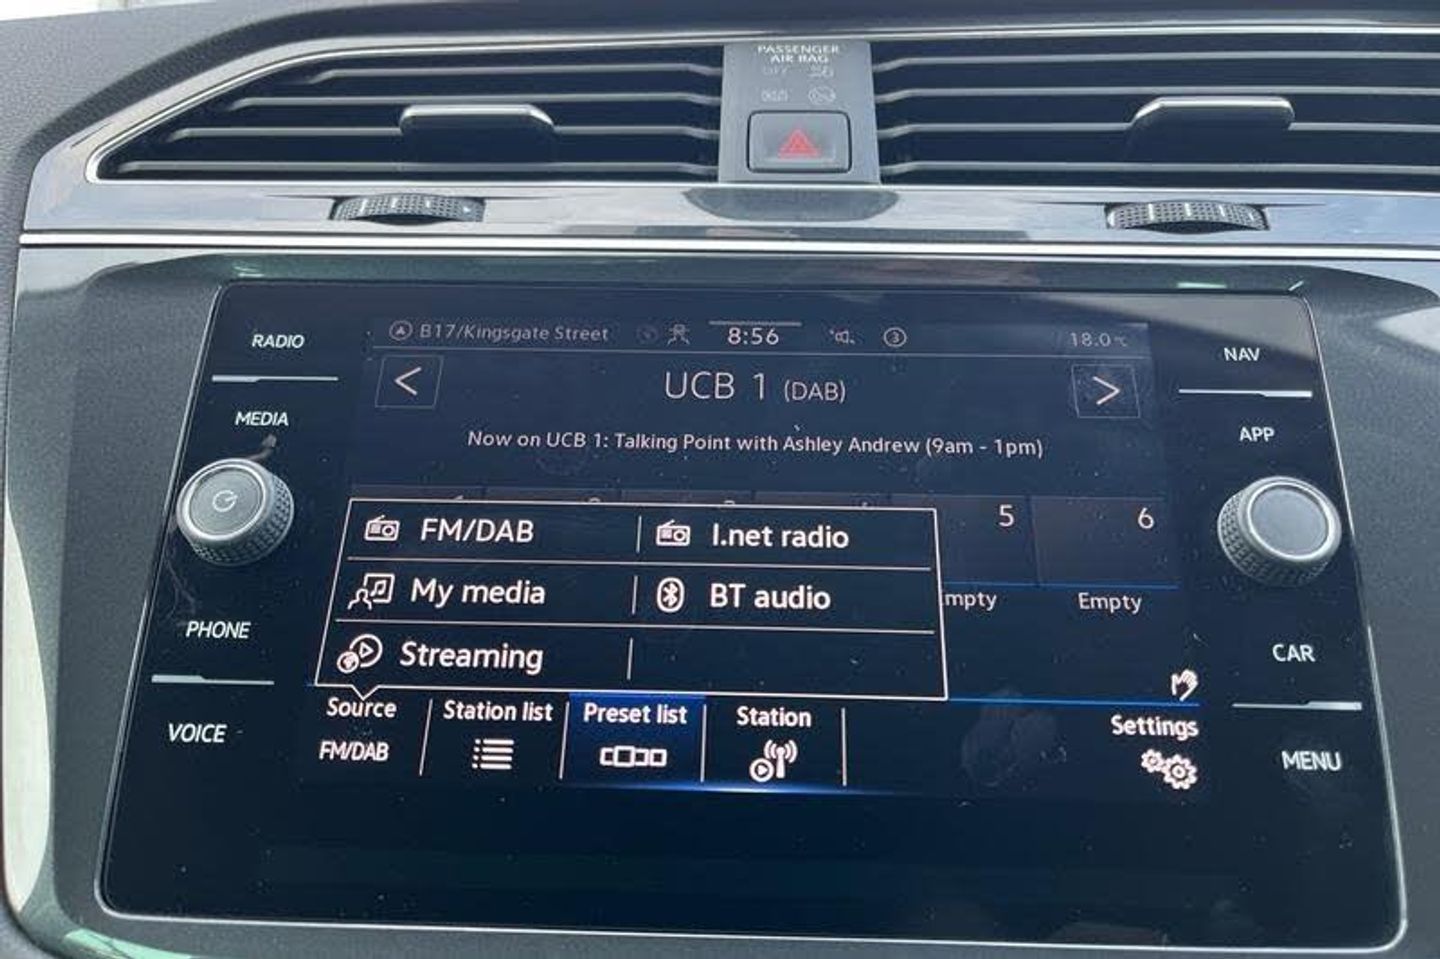 PASSENGER
AIR BAG
RADIO
MEDIA
PHONE
VOICE
B17/Kingsgate Street
8:56
3
18.0°C
NAV
APP
CAR
MENU
<
UCB 1 (DAB)
>
Now on UCB 1: Talking Point with Ashley Andrew (9am - 1pm)
5
6
mpty
Empty
FM/DAB
I.net radio
My media
BT audio
Streaming
Source
FM/DAB
Station list
Preset list
Station
Settings